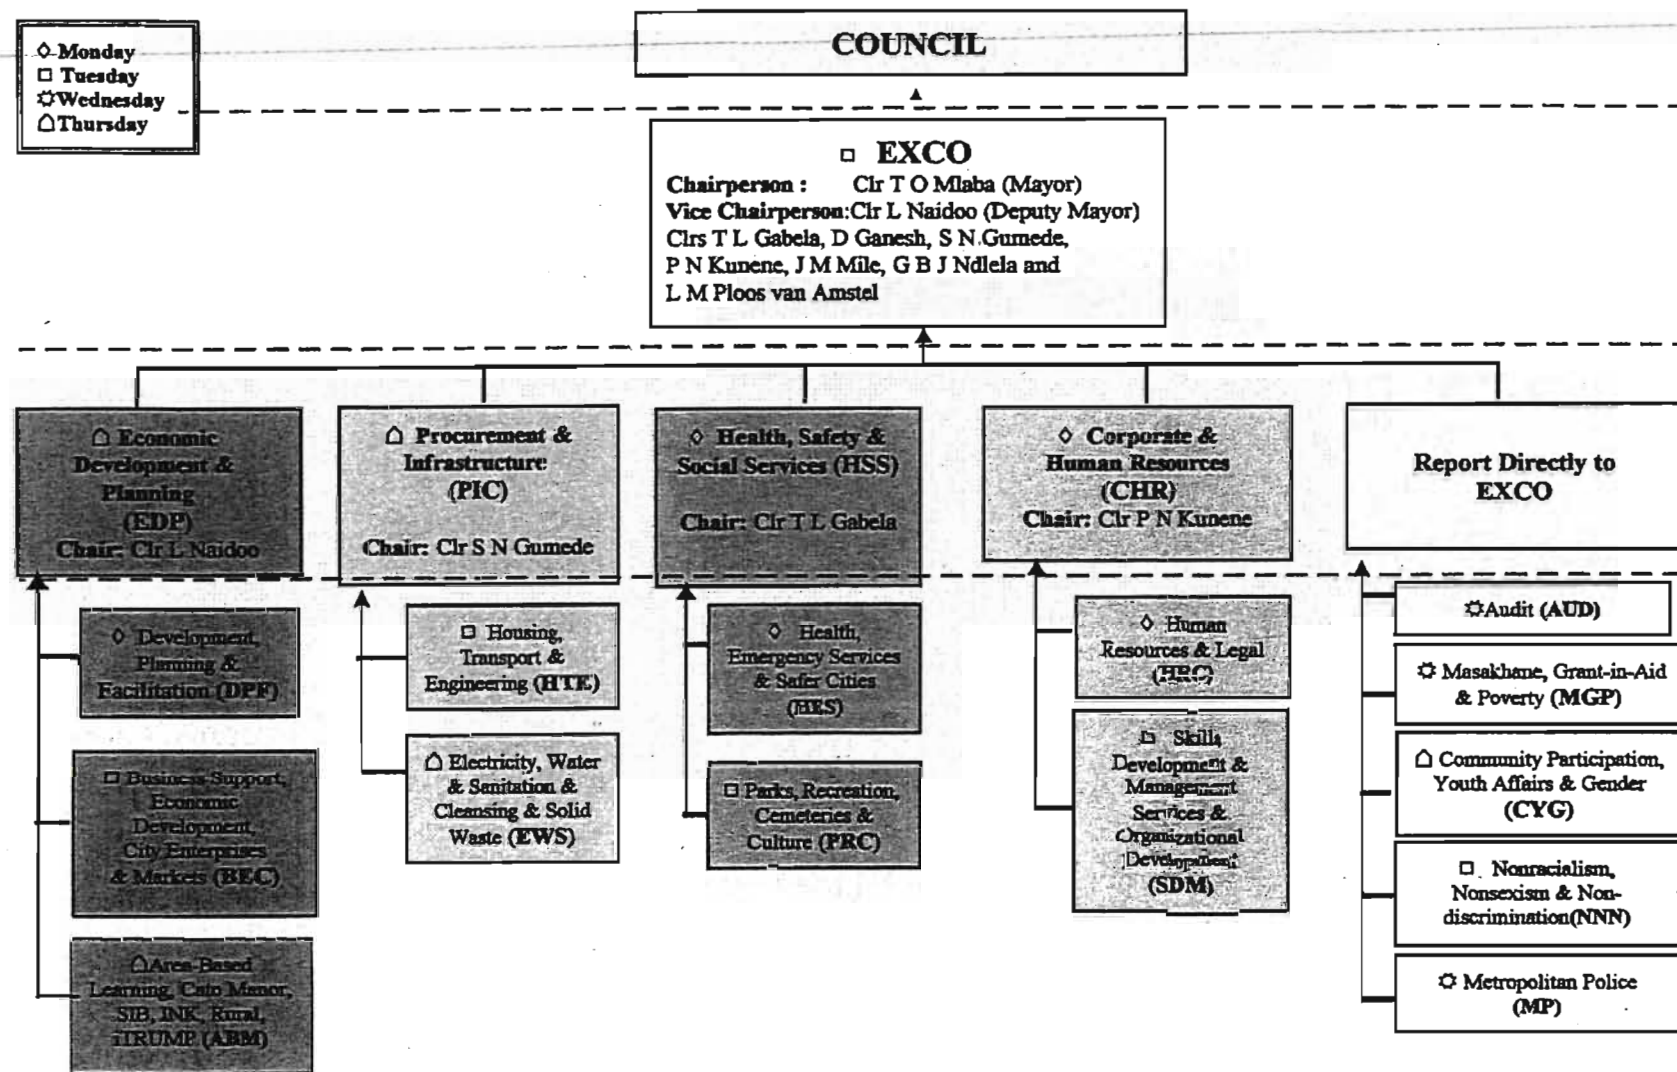 ◇ Monday
□ Tuesday
✡Wednesday
⌂Thursday
COUNCIL
□ EXCO
Chairperson : Clr T O Mlaba (Mayor)
Vice Chairperson:Clr L Naidoo (Deputy Mayor)
Clrs T L Gabela, D Ganesh, S N Gumede,
P N Kunene, J M Mile, G B J Ndlela and
L M Ploos van Amstel
⌂ Economic
Development &
Planning
(EDP)
Chair: Clr L Naidoo
⌂ Procurement &
Infrastructure
(PIC)
Chair: Clr S N Gumede
◇ Health, Safety &
Social Services (HSS)
Chair: Clr T L Gabela
◇ Corporate &
Human Resources
(CHR)
Chair: Clr P N Kunene
Report Directly to
EXCO
◇ Development,
Planning &
Facilitation (DPF)
□ Business Support,
Economic
Development,
City Enterprises
& Markets (BEC)
⌂Area-Based
Learning, Cato Manor,
SIB, INK, Rural,
iTRUMP (ABM)
□ Housing,
Transport &
Engineering (HTE)
⌂ Electricity, Water
& Sanitation &
Cleansing & Solid
Waste (EWS)
◇ Health,
Emergency Services
& Safer Cities
(HES)
□ Parks, Recreation,
Cemeteries &
Culture (PRC)
◇ Human
Resources & Legal
(HRC)
□ Skills
Development &
Management
Services &
Organizational
Development
(SDM)
✡Audit (AUD)
✡ Masakhane, Grant-in-Aid
& Poverty (MGP)
⌂ Community Participation,
Youth Affairs & Gender
(CYG)
□ Nonracialism,
Nonsexism & Non-
discrimination(NNN)
✡ Metropolitan Police
(MP)